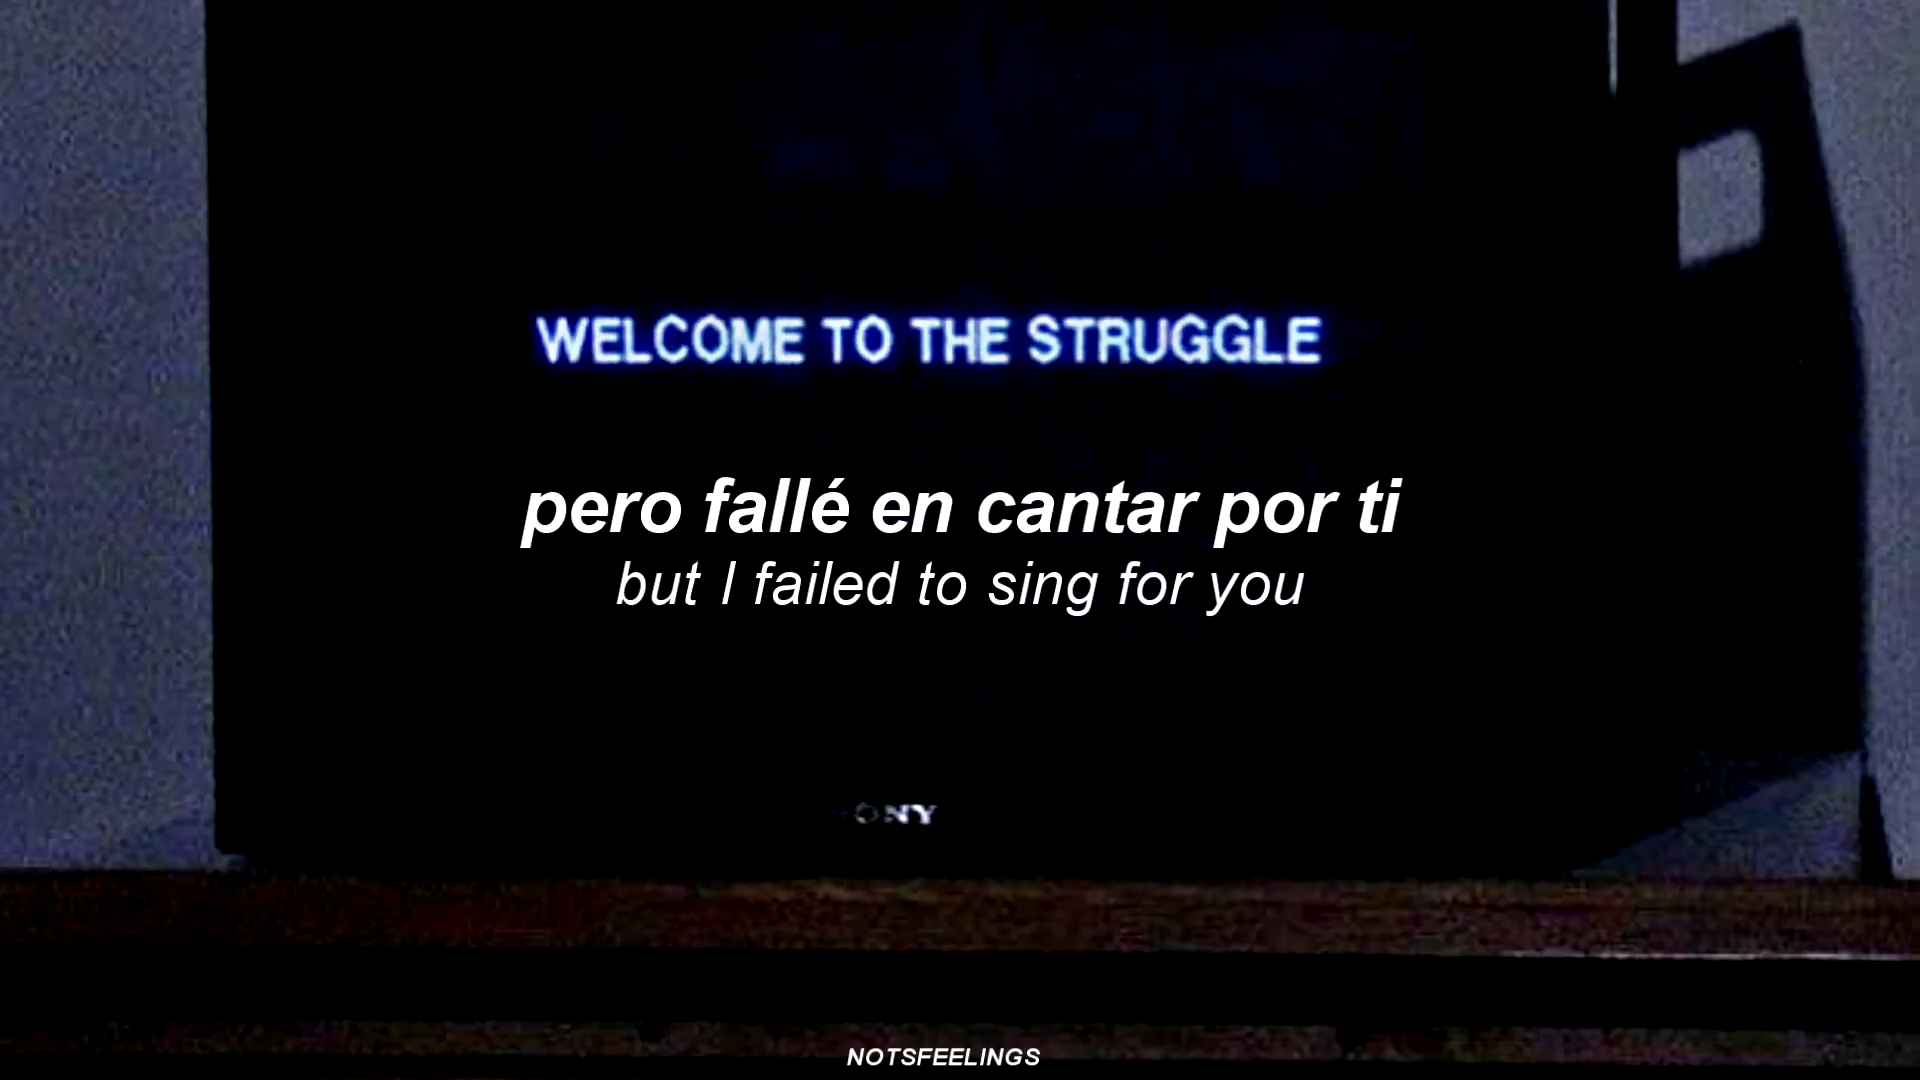 WELCOME TO THE STRUGGLE
pero fallé en cantar por ti
but I failed to sing for you
SONY
NOTSFEELINGS